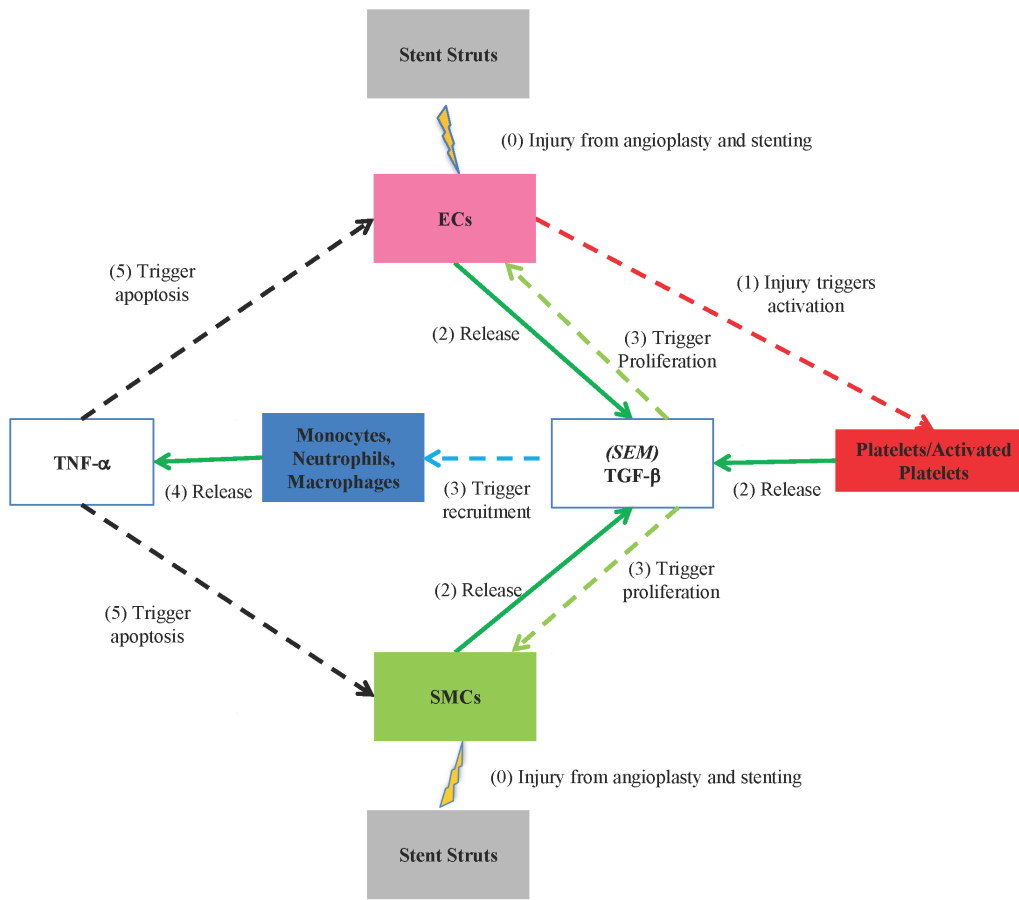 Stent Struts
(0) Injury from angioplasty and stenting
ECs
(5) Trigger
apoptosis
(1) Injury triggers
activation
(2) Release
(3) Trigger
Proliferation
TNF-α
Monocytes,
Neutrophils,
Macrophages
(SEM)
TGF-β
Platelets/Activated
Platelets
(4) Release
(3) Trigger
recruitment
(2) Release
(3) Trigger
proliferation
(2) Release
(5) Trigger
apoptosis
SMCs
(0) Injury from angioplasty and stenting
Stent Struts